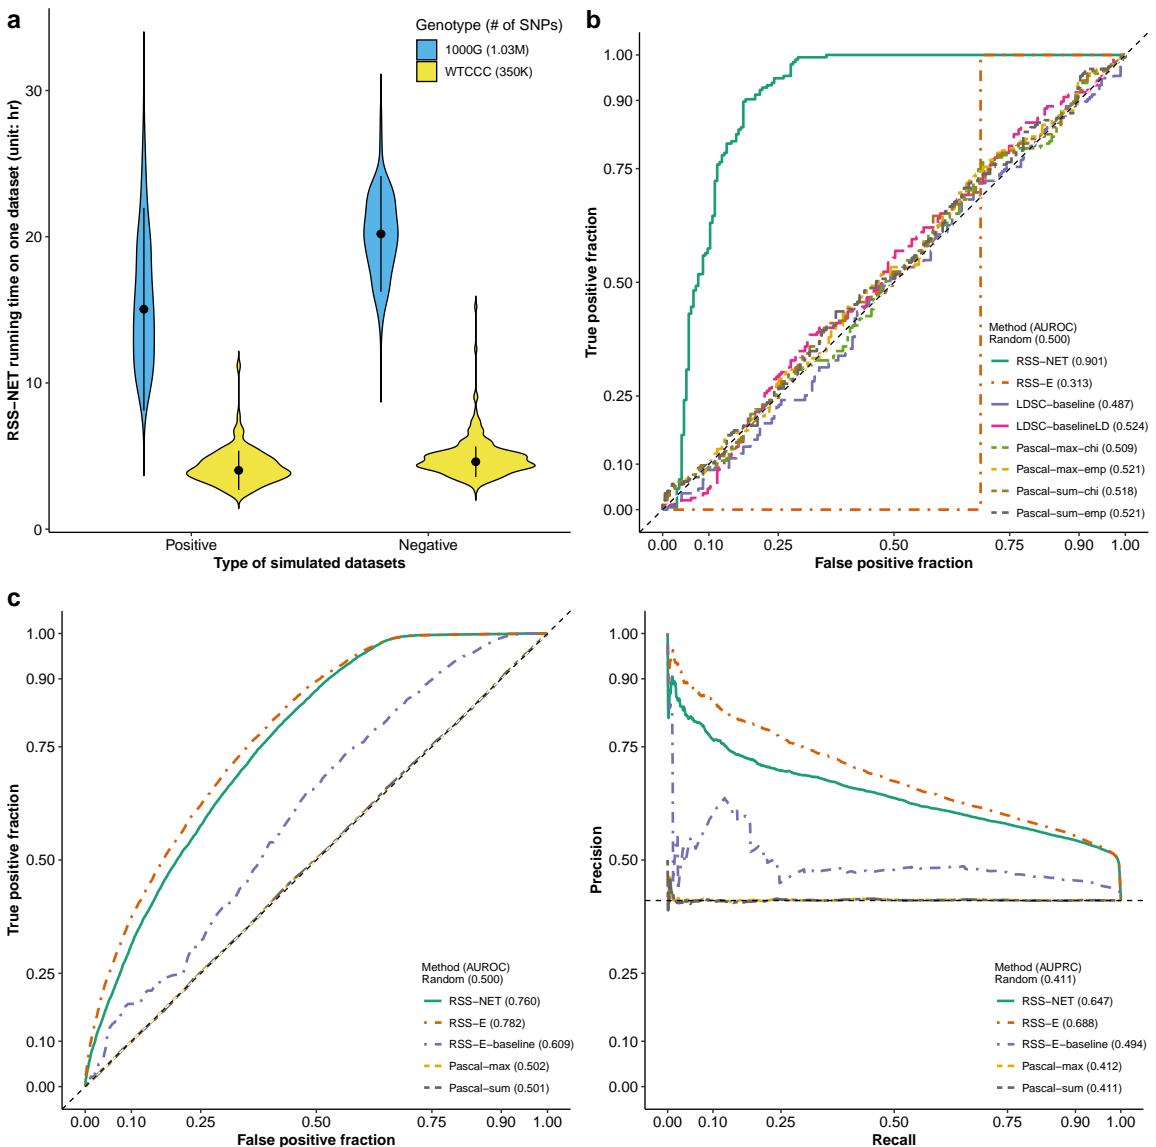 a
RSS−NET running time on one dataset (unit: hr)
30
20
10
0
Genotype (# of SNPs)
1000G (1.03M)
WTCCC (350K)
Positive
Negative
Type of simulated datasets
b
True positive fraction
1.00
0.90
0.75
0.50
0.25
0.10
0.00
Method (AUROC)
Random (0.500)
RSS−NET (0.901)
RSS−E (0.313)
LDSC−baseline (0.487)
LDSC−baselineLD (0.524)
Pascal−max−chi (0.509)
Pascal−max−emp (0.521)
Pascal−sum−chi (0.518)
Pascal−sum−emp (0.521)
0.00 0.10 0.25 0.50 0.75 0.90 1.00
False positive fraction
c
True positive fraction
1.00
0.90
0.75
0.50
0.25
0.10
0.00
Method (AUROC)
Random (0.500)
RSS−NET (0.760)
RSS−E (0.782)
RSS−E−baseline (0.609)
Pascal−max (0.502)
Pascal−sum (0.501)
0.00 0.10 0.25 0.50 0.75 0.90 1.00
False positive fraction
Precision
1.00
0.90
0.75
0.50
0.25
0.10
0.00
Method (AUPRC)
Random (0.411)
RSS−NET (0.647)
RSS−E (0.688)
RSS−E−baseline (0.494)
Pascal−max (0.412)
Pascal−sum (0.411)
0.00 0.10 0.25 0.50 0.75 0.90 1.00
Recall